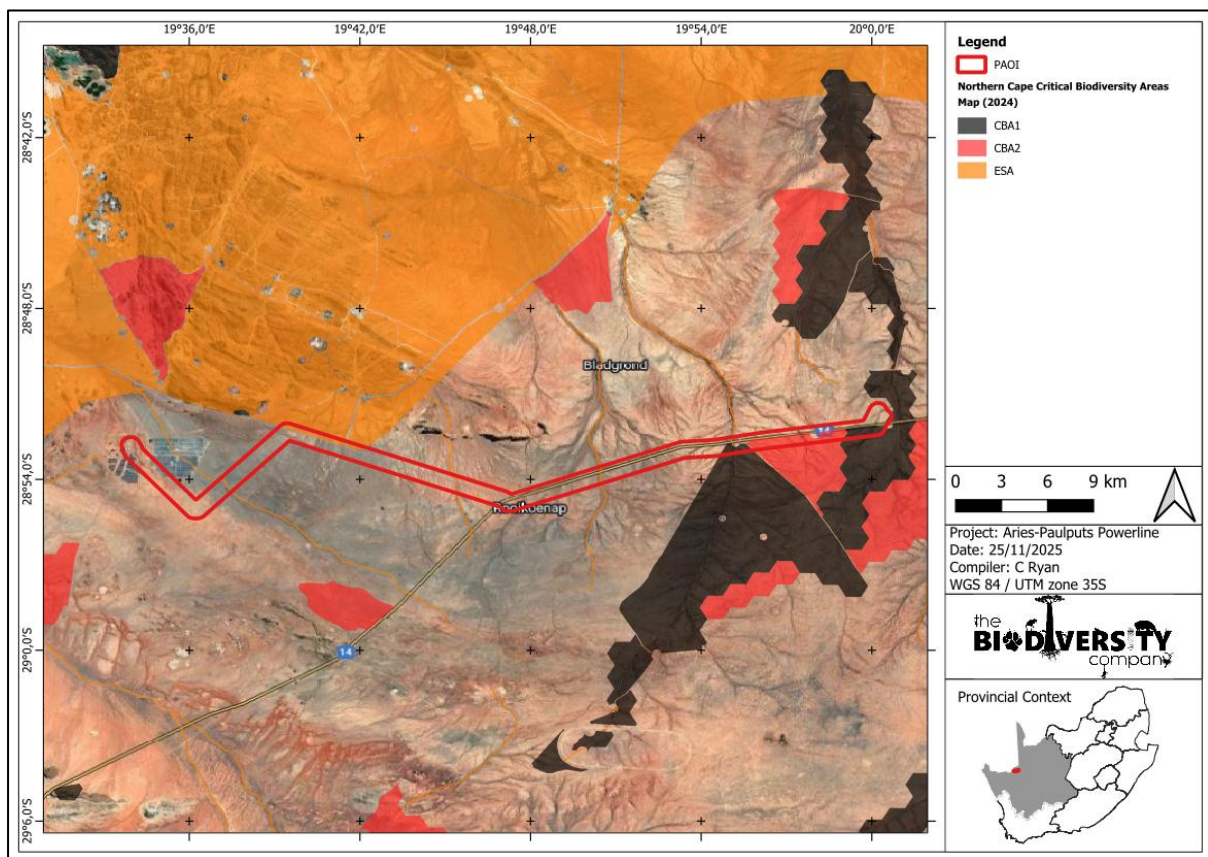 19°36,0'E
19°42,0'E
19°48,0'E
19°54,0'E
20°0,0'E
28°42,0'S
28°48,0'S
28°54,0'S
29°0,0'S
29°6,0'S
Bladgrond
14
14
Legend
PAOI
Northern Cape Critical Biodiversity Areas
Map (2024)
CBA1
CBA2
ESA
0 3 6 9 km
Project: Aries-Paulputs Powerline
Date: 25/11/2025
Compiler: C Ryan
WGS 84 / UTM zone 35S
the
BIODIVERSITY
company
Provincial Context